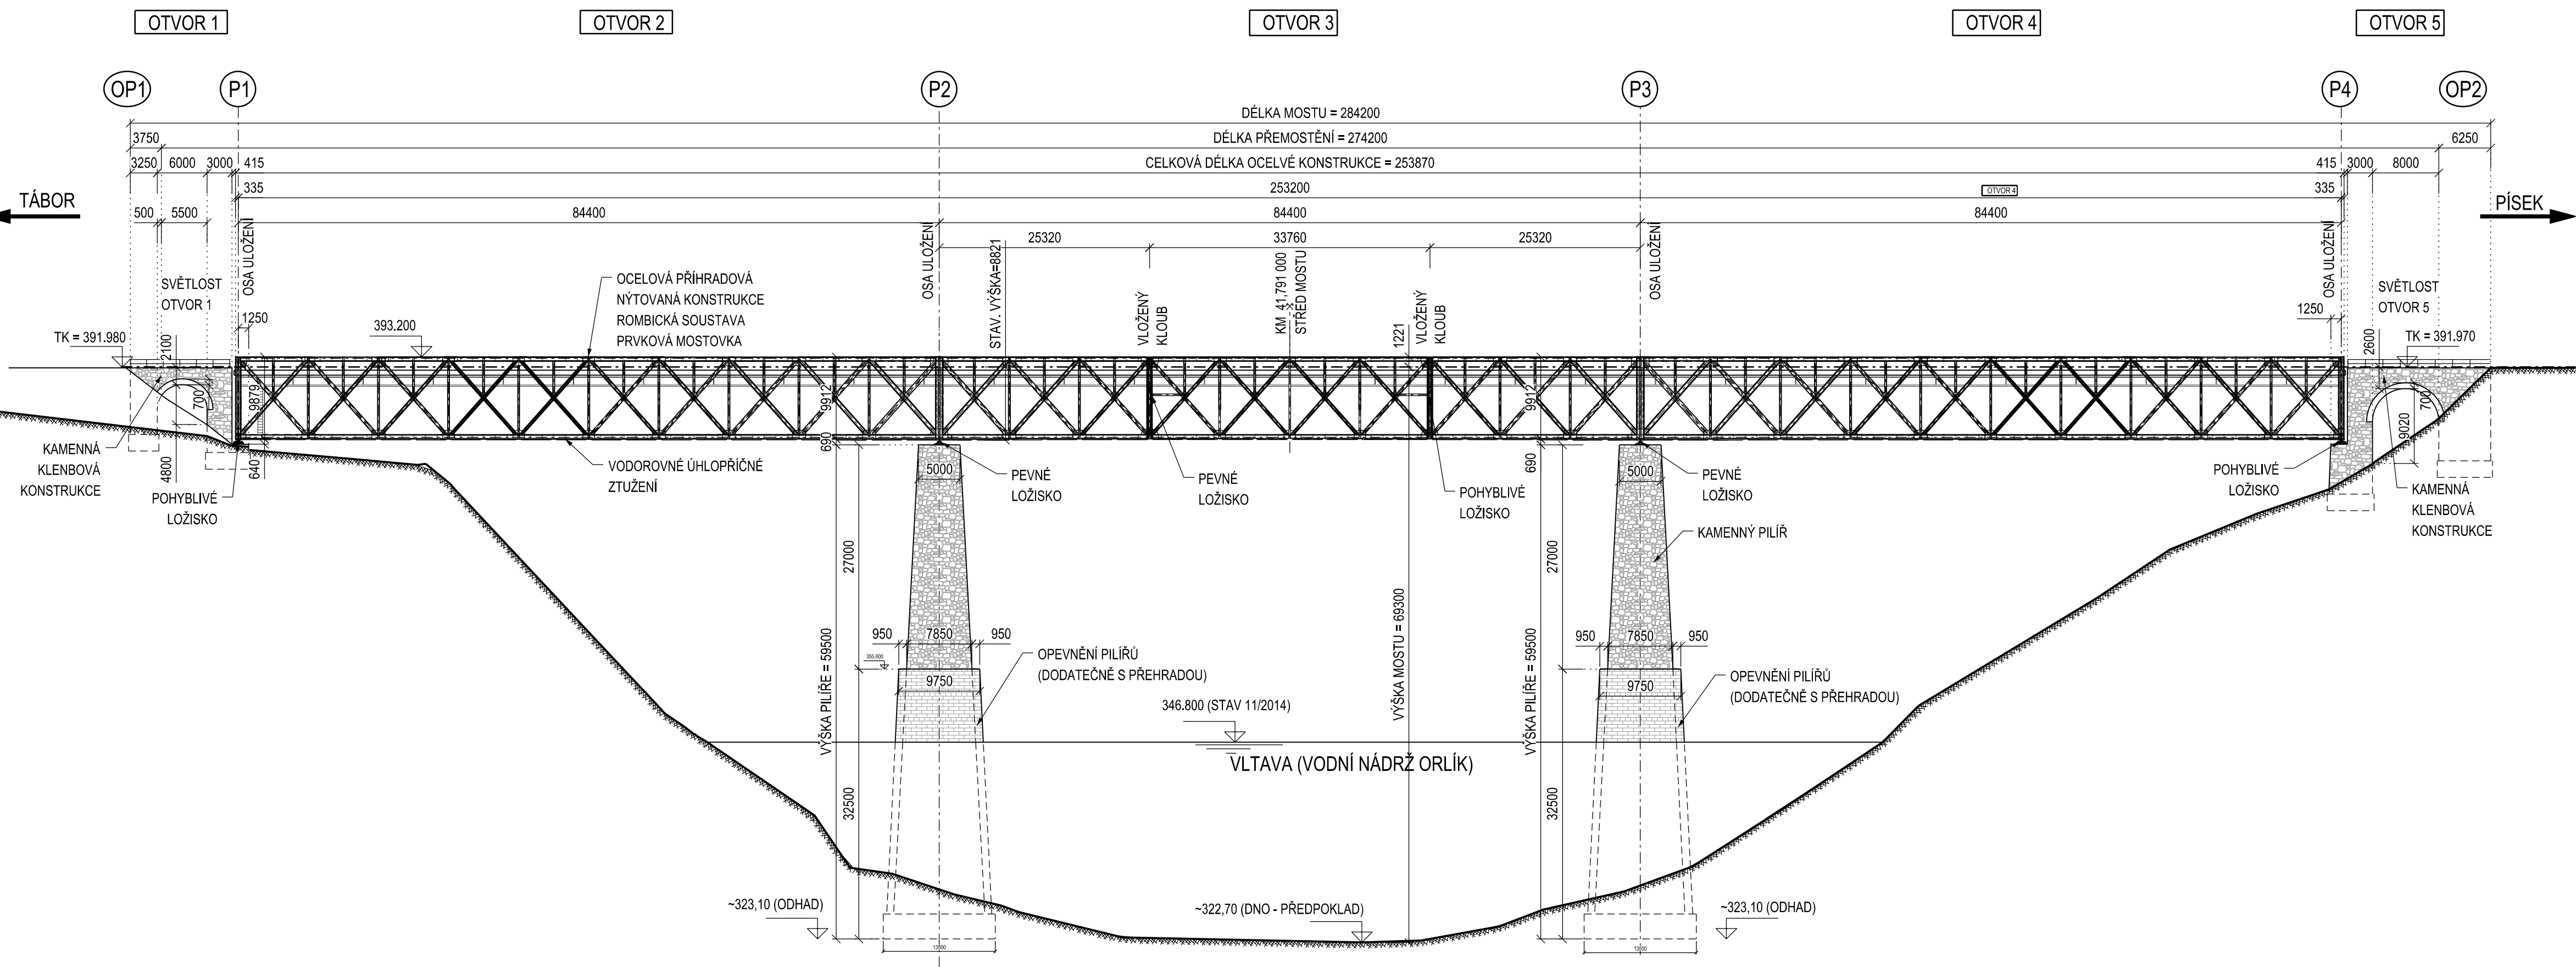 OTVOR 1
OTVOR 2
OTVOR 3
OTVOR 4
OTVOR 5
OP1
P1
P2
P3
P4
OP2
DÉLKA MOSTU = 284200
3750
DÉLKA PŘEMOSTĚNÍ = 274200
6250
3250
6000
3000
415
CELKOVÁ DÉLKA OCELVÉ KONSTRUKCE = 253870
415
3000
8000
TÁBOR
335
253200
OTVOR 4
335
PÍSEK
500
5500
84400
84400
84400
25320
33760
25320
OSA ULOŽENÍ
OSA ULOŽENÍ
OSA ULOŽENÍ
OSA ULOŽENÍ
STAV. VÝŠKA=8821
KM 41,791 000
STŘED MOSTU
SVĚTLOST
OTVOR 1
OCELOVÁ PŘÍHRADOVÁ
NÝTOVANÁ KONSTRUKCE
ROMBICKÁ SOUSTAVA
PRVKOVÁ MOSTOVKA
VLOŽENÝ
KLOUB
VLOŽENÝ
KLOUB
SVĚTLOST
OTVOR 5
1250
393.200
1221
1250
TK = 391.980
2100
2600
TK = 391.970
700
9879
9912
9912
700
9020
KAMENNÁ
KLENBOVÁ
KONSTRUKCE
4800
640
690
690
VODOROVNÉ ÚHLOPŘÍČNÉ
ZTUŽENÍ
POHYBLIVÉ
LOŽISKO
5000
PEVNÉ
LOŽISKO
PEVNÉ
LOŽISKO
POHYBLIVÉ
LOŽISKO
5000
PEVNÉ
LOŽISKO
POHYBLIVÉ
LOŽISKO
KAMENNÁ
KLENBOVÁ
KONSTRUKCE
KAMENNÝ PILÍŘ
27000
27000
950
7850
950
950
7850
950
355.600
VÝŠKA PILÍŘE = 59500
VÝŠKA MOSTU = 69300
VÝŠKA PILÍŘE = 59500
OPEVNĚNÍ PILÍŘŮ
(DODATEČNĚ S PŘEHRADOU)
OPEVNĚNÍ PILÍŘŮ
(DODATEČNĚ S PŘEHRADOU)
9750
9750
346.800 (STAV 11/2014)
VLTAVA (VODNÍ NÁDRŽ ORLÍK)
32500
32500
~323,10 (ODHAD)
~322,70 (DNO - PŘEDPOKLAD)
~323,10 (ODHAD)